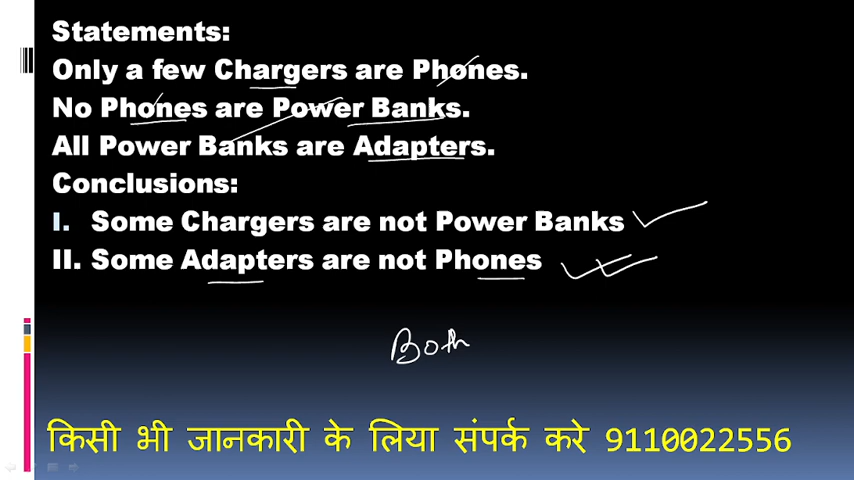 Statements:
Only a few Chargers are Phones.
No Phones are Power Banks.
All Power Banks are Adapters.
Conclusions:
I. Some Chargers are not Power Banks
II. Some Adapters are not Phones
Both
किसी भी जानकारी के लिया संपर्क करे 9110022556